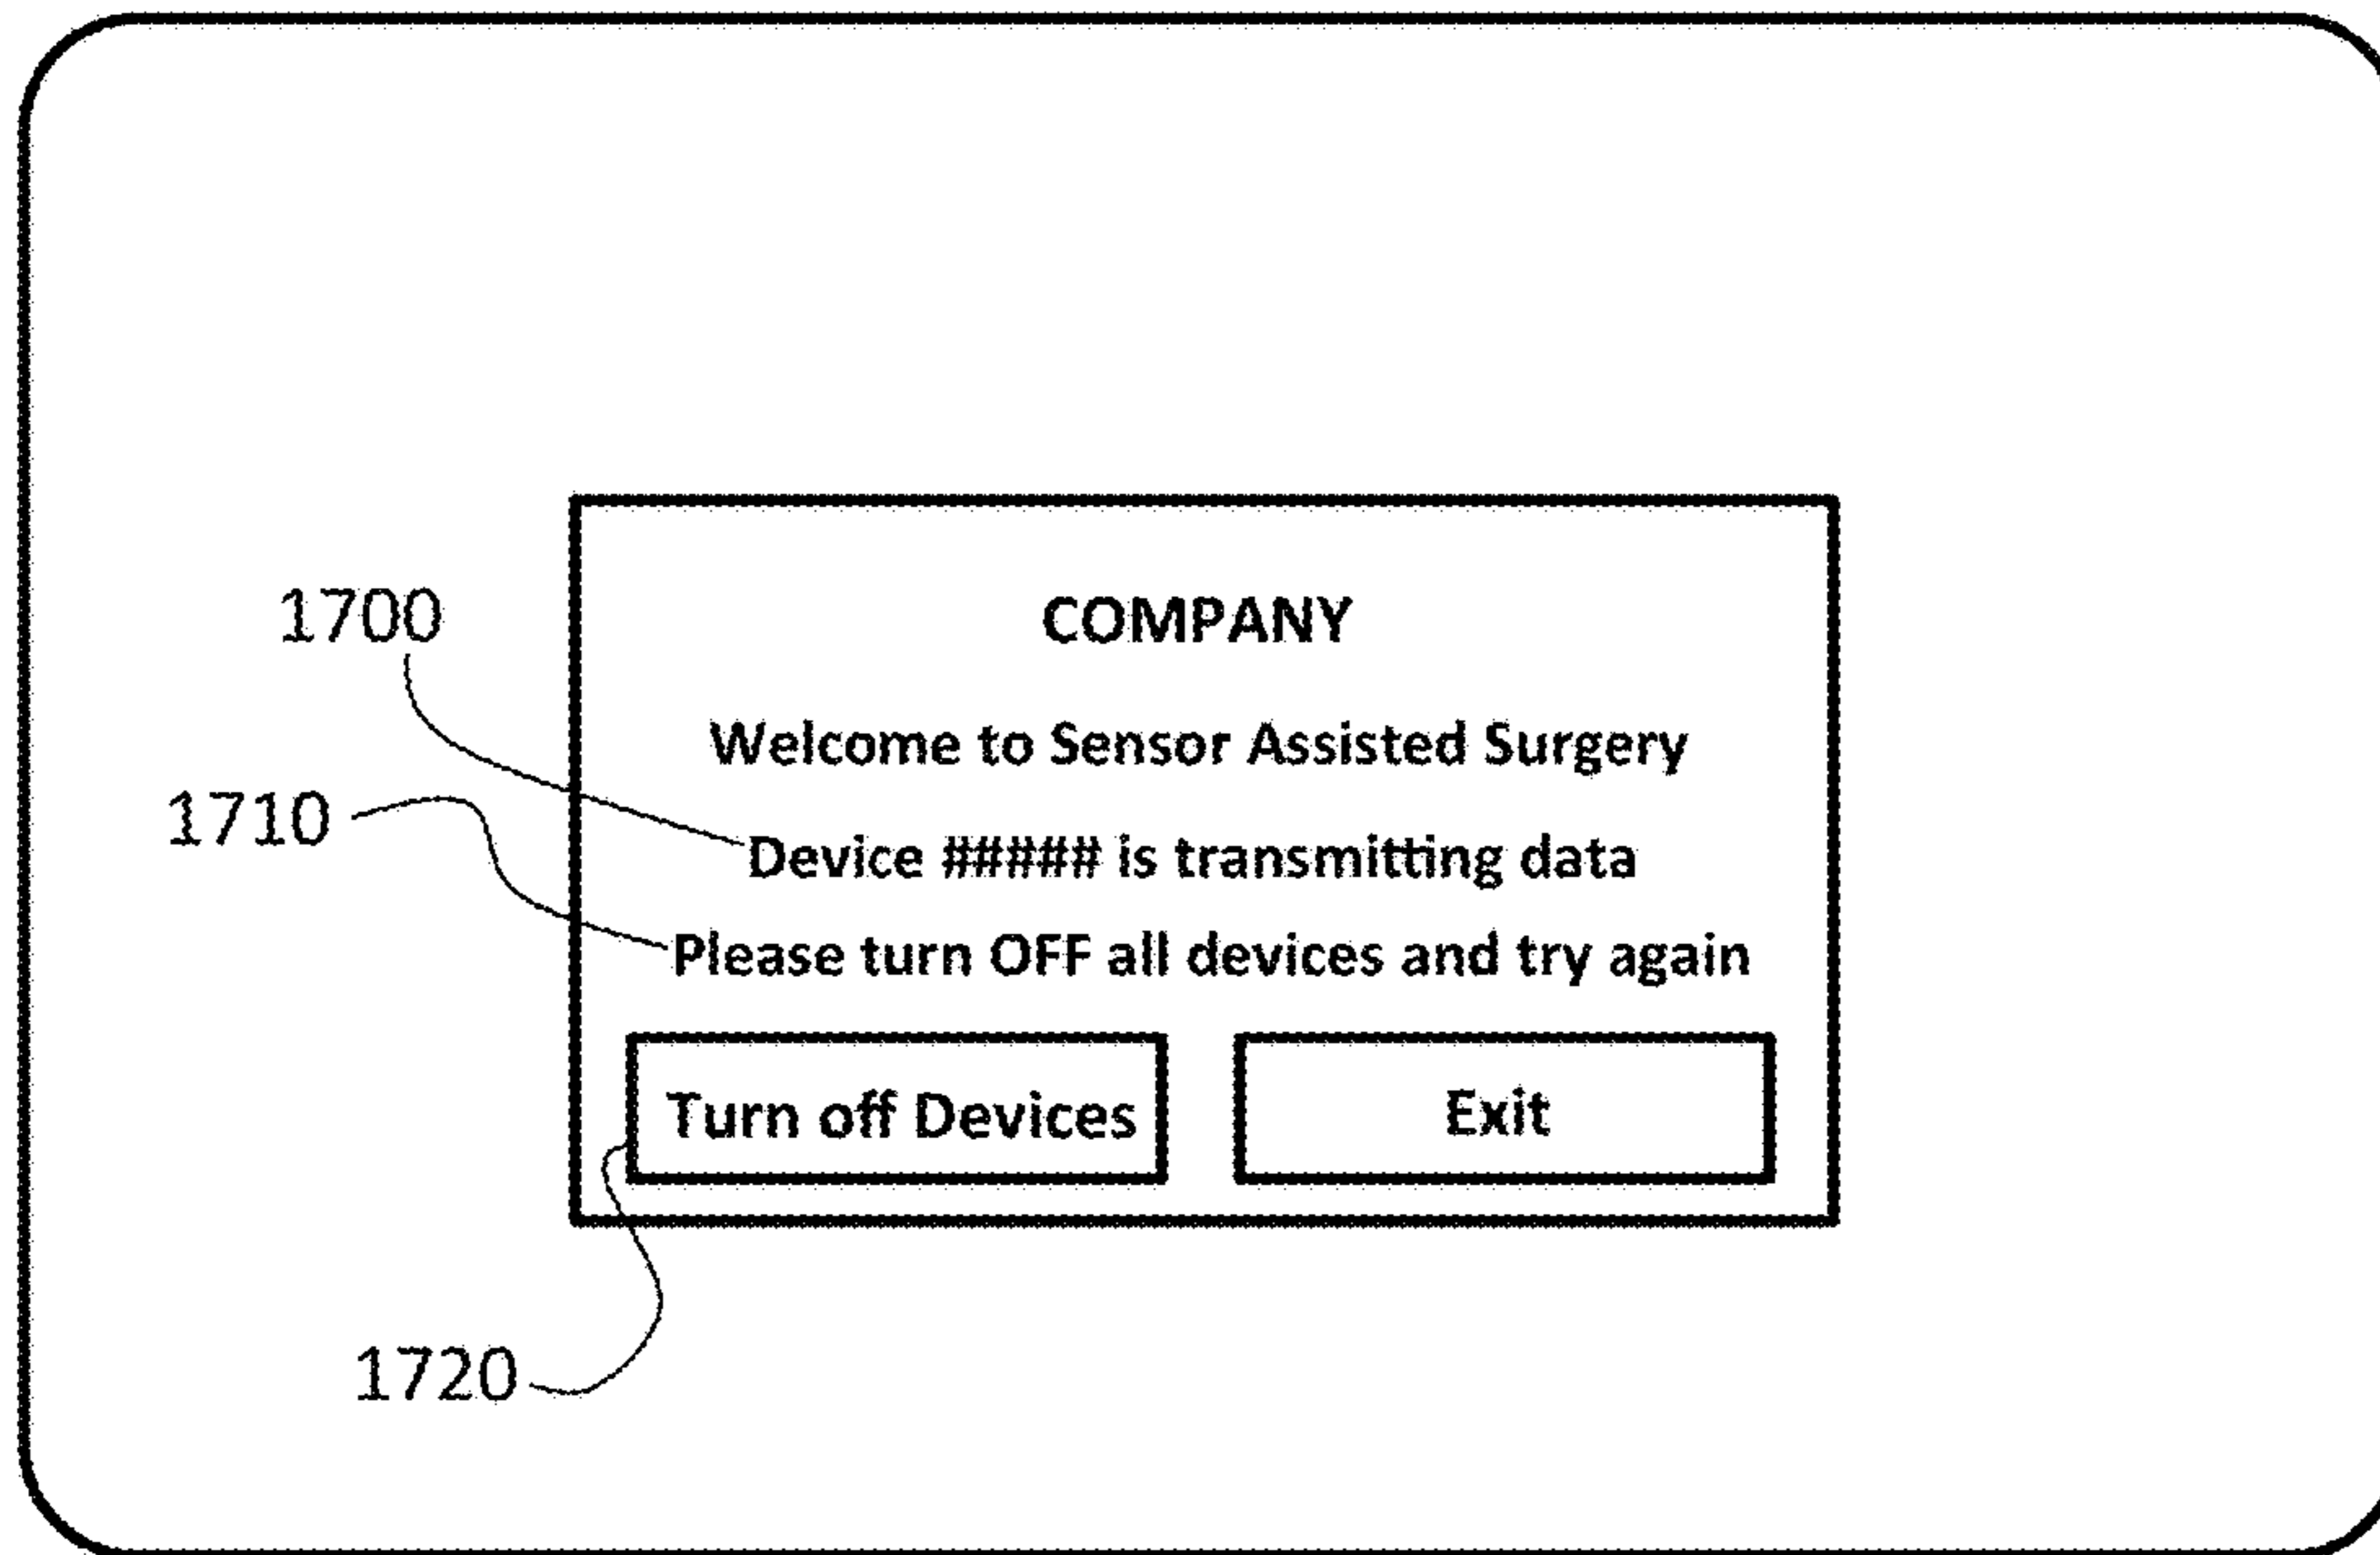 COMPANY
1700
Welcome to Sensor Assisted Surgery
1710
Device ##### is transmitting data
Please turn OFF all devices and try again
Turn off Devices
Exit
1720